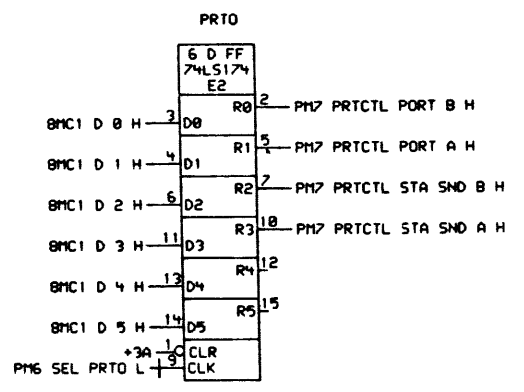 PRT0
6 D FF
74LS174
E2
R0 2 PM7 PRTCTL PORT B H
8MC1 D 0 H 3 D0
R1 5 PM7 PRTCTL PORT A H
8MC1 D 1 H 4 D1
R2 7 PM7 PRTCTL STA SND B H
8MC1 D 2 H 6 D2
R3 10 PM7 PRTCTL STA SND A H
8MC1 D 3 H 11 D3
R4 12
8MC1 D 4 H 13 D4
R5 15
8MC1 D 5 H 14 D5
+3A 1 CLR
PM6 SEL PRT0 L 9 CLK